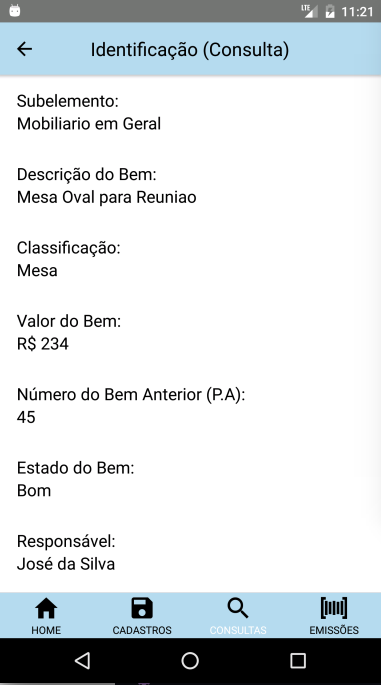 LTE 11:21
Identificação (Consulta)
Subelemento:
Mobiliario em Geral
Descrição do Bem:
Mesa Oval para Reuniao
Classificação:
Mesa
Valor do Bem:
R$ 234
Número do Bem Anterior (P.A):
45
Estado do Bem:
Bom
Responsável:
José da Silva
HOME CADASTROS CONSULTAS EMISSÕES